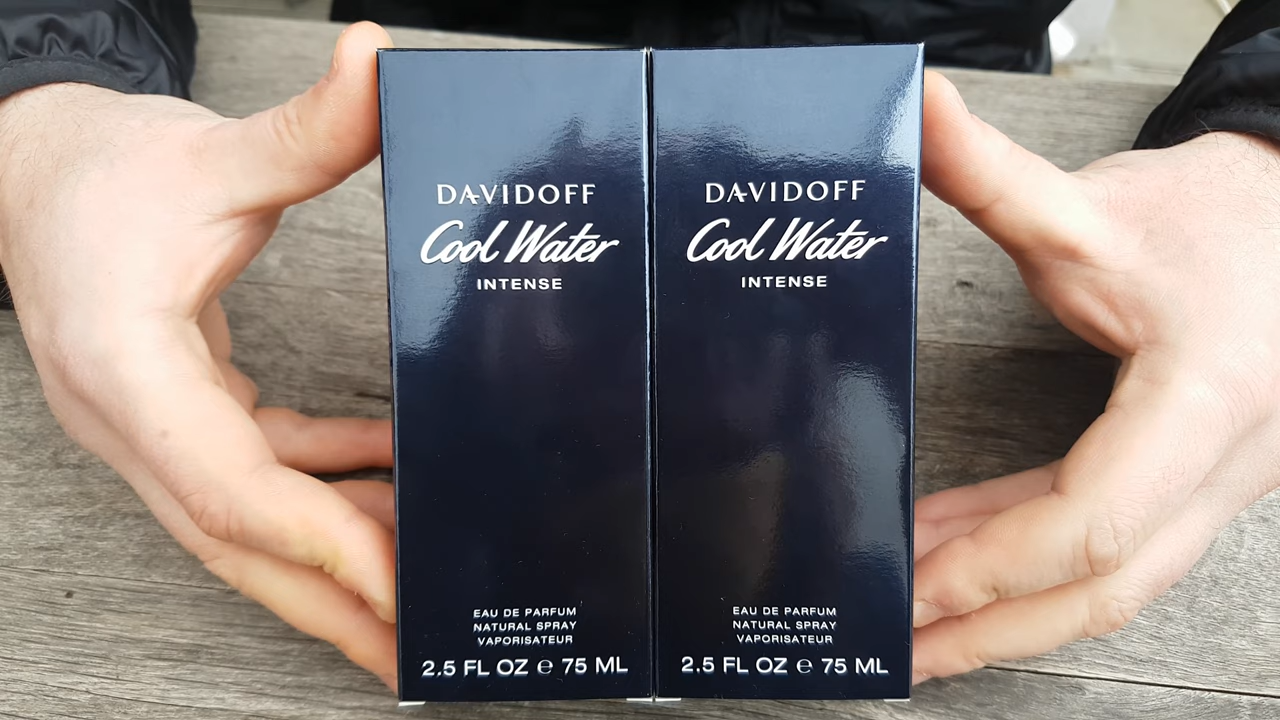 DAVIDOFF
Cool Water
INTENSE
EAU DE PARFUM
NATURAL SPRAY
VAPORISATEUR
2.5 FL OZ ℮ 75 ML
DAVIDOFF
Cool Water
INTENSE
EAU DE PARFUM
NATURAL SPRAY
VAPORISATEUR
2.5 FL OZ ℮ 75 ML